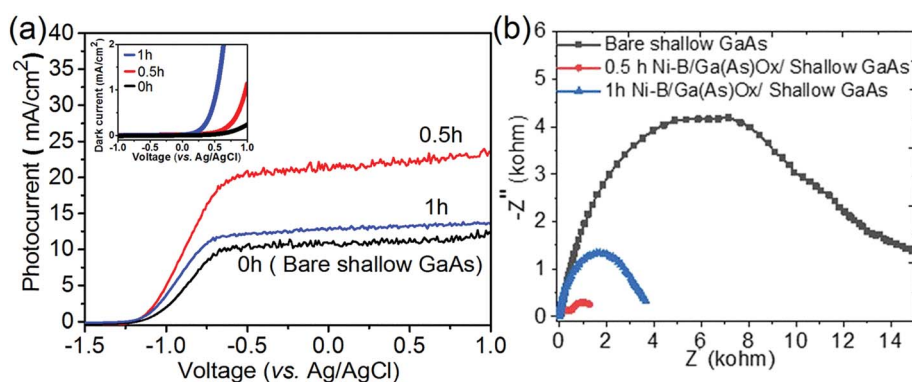 (a)
Photocurrent ( mA/cm²)
40
35
30
25
20
15
10
5
0
-1.5
-1.0
-0.5
0.0
0.5
1.0
Voltage (vs. Ag/AgCl)
0.5h
1h
0h ( Bare shallow GaAs)
Dark current (mA/cm²)
2
1
0
1h
0.5h
0h
-1.0
-0.5
0.0
0.5
1.0
Voltage (vs. Ag/AgCl)
(b)
-Z" (kohm)
6
5
4
3
2
1
0
Bare shallow GaAs
0.5 h Ni-B/Ga(As)Ox/ Shallow GaAs
1h Ni-B/Ga(As)Ox/ Shallow GaAs
0
2
4
6
8
10
12
14
Z' (kohm)